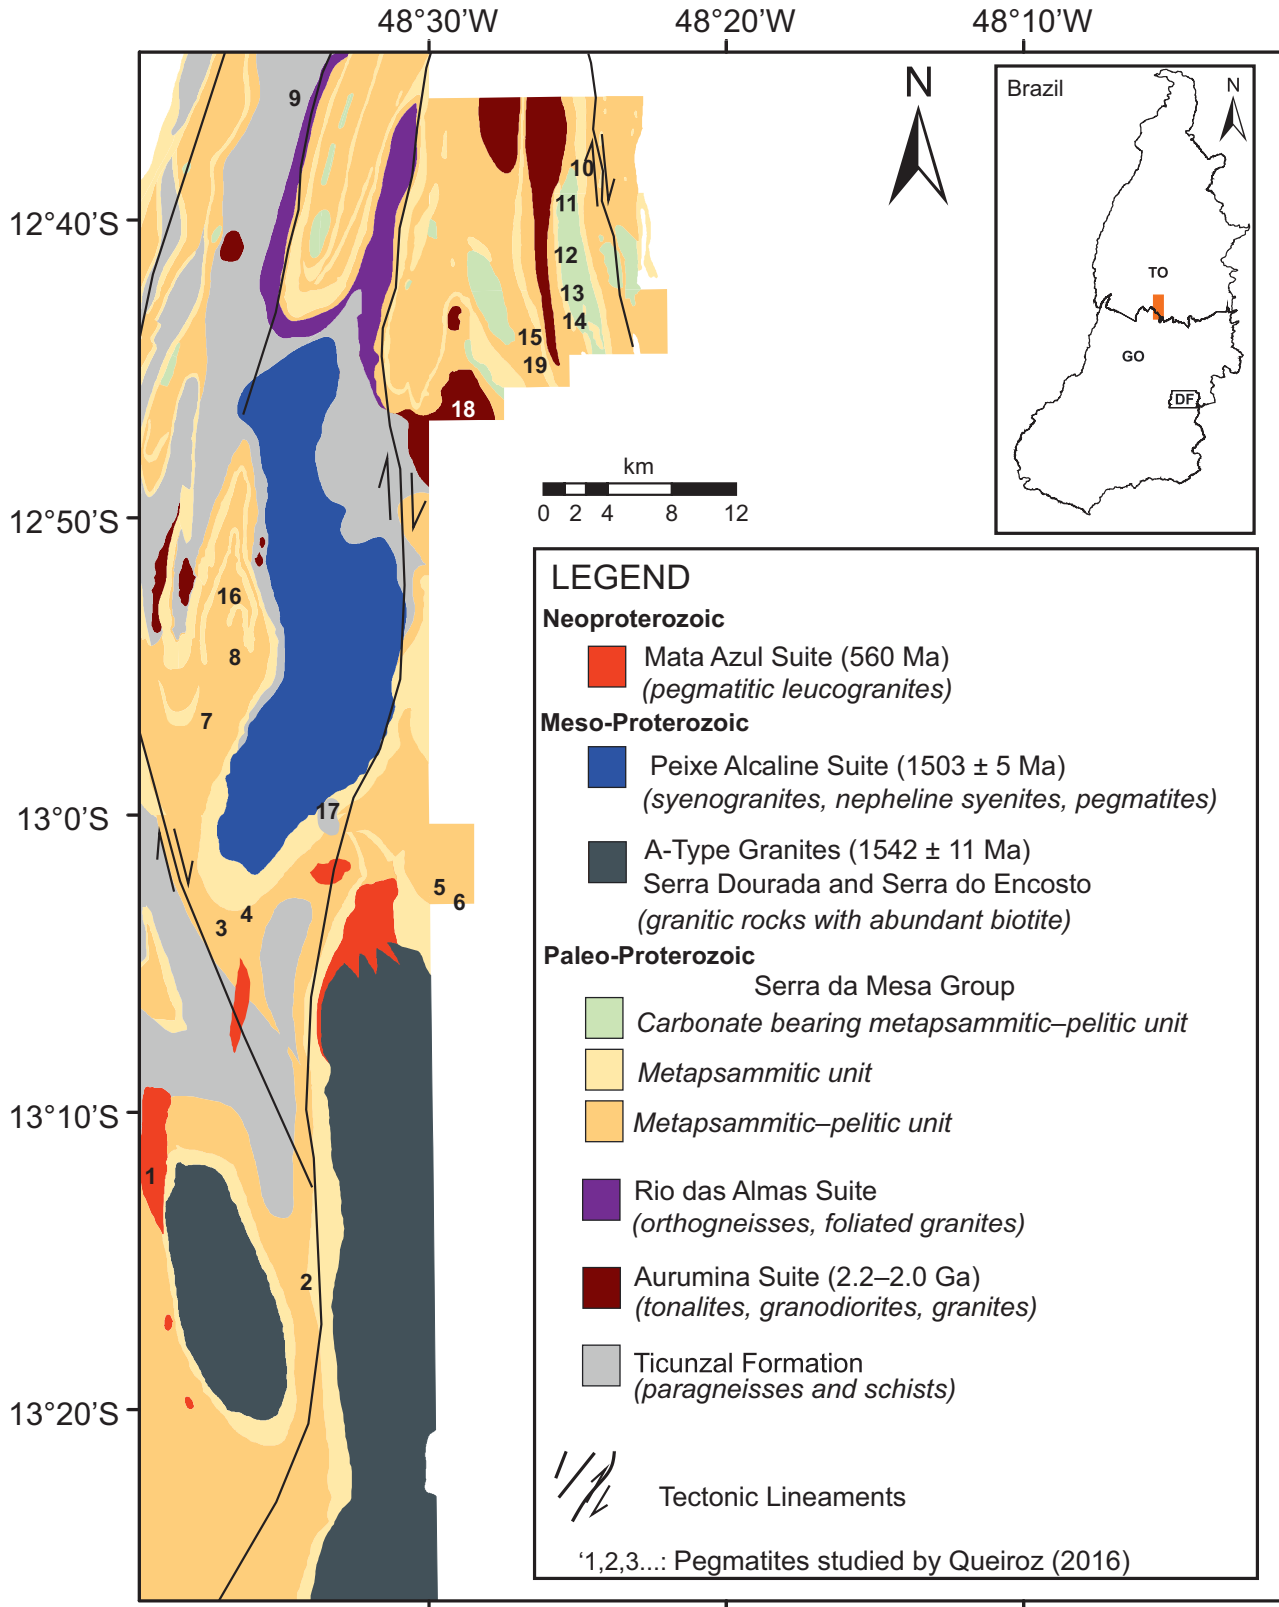 48°30’W 48°20’W 48°10’W
12°40’S
12°50’S
13°0’S
13°10’S
13°20’S
9
10
11
12
13
14
15
19
18
16
8
7
17
5
6
4
3
1
2
N
km
0 2 4 8 12
Brazil
N
TO
GO
DF
LEGEND
Neoproterozoic
Mata Azul Suite (560 Ma)
(pegmatitic leucogranites)
Meso-Proterozoic
Peixe Alcaline Suite (1503 ± 5 Ma)
(syenogranites, nepheline syenites, pegmatites)
A-Type Granites (1542 ± 11 Ma)
Serra Dourada and Serra do Encosto
(granitic rocks with abundant biotite)
Paleo-Proterozoic
Serra da Mesa Group
Carbonate bearing metapsammitic–pelitic unit
Metapsammitic unit
Metapsammitic–pelitic unit
Rio das Almas Suite
(orthogneisses, foliated granites)
Aurumina Suite (2.2–2.0 Ga)
(tonalites, granodiorites, granites)
Ticunzal Formation
(paragneisses and schists)
Tectonic Lineaments
‘1,2,3...: Pegmatites studied by Queiroz (2016)